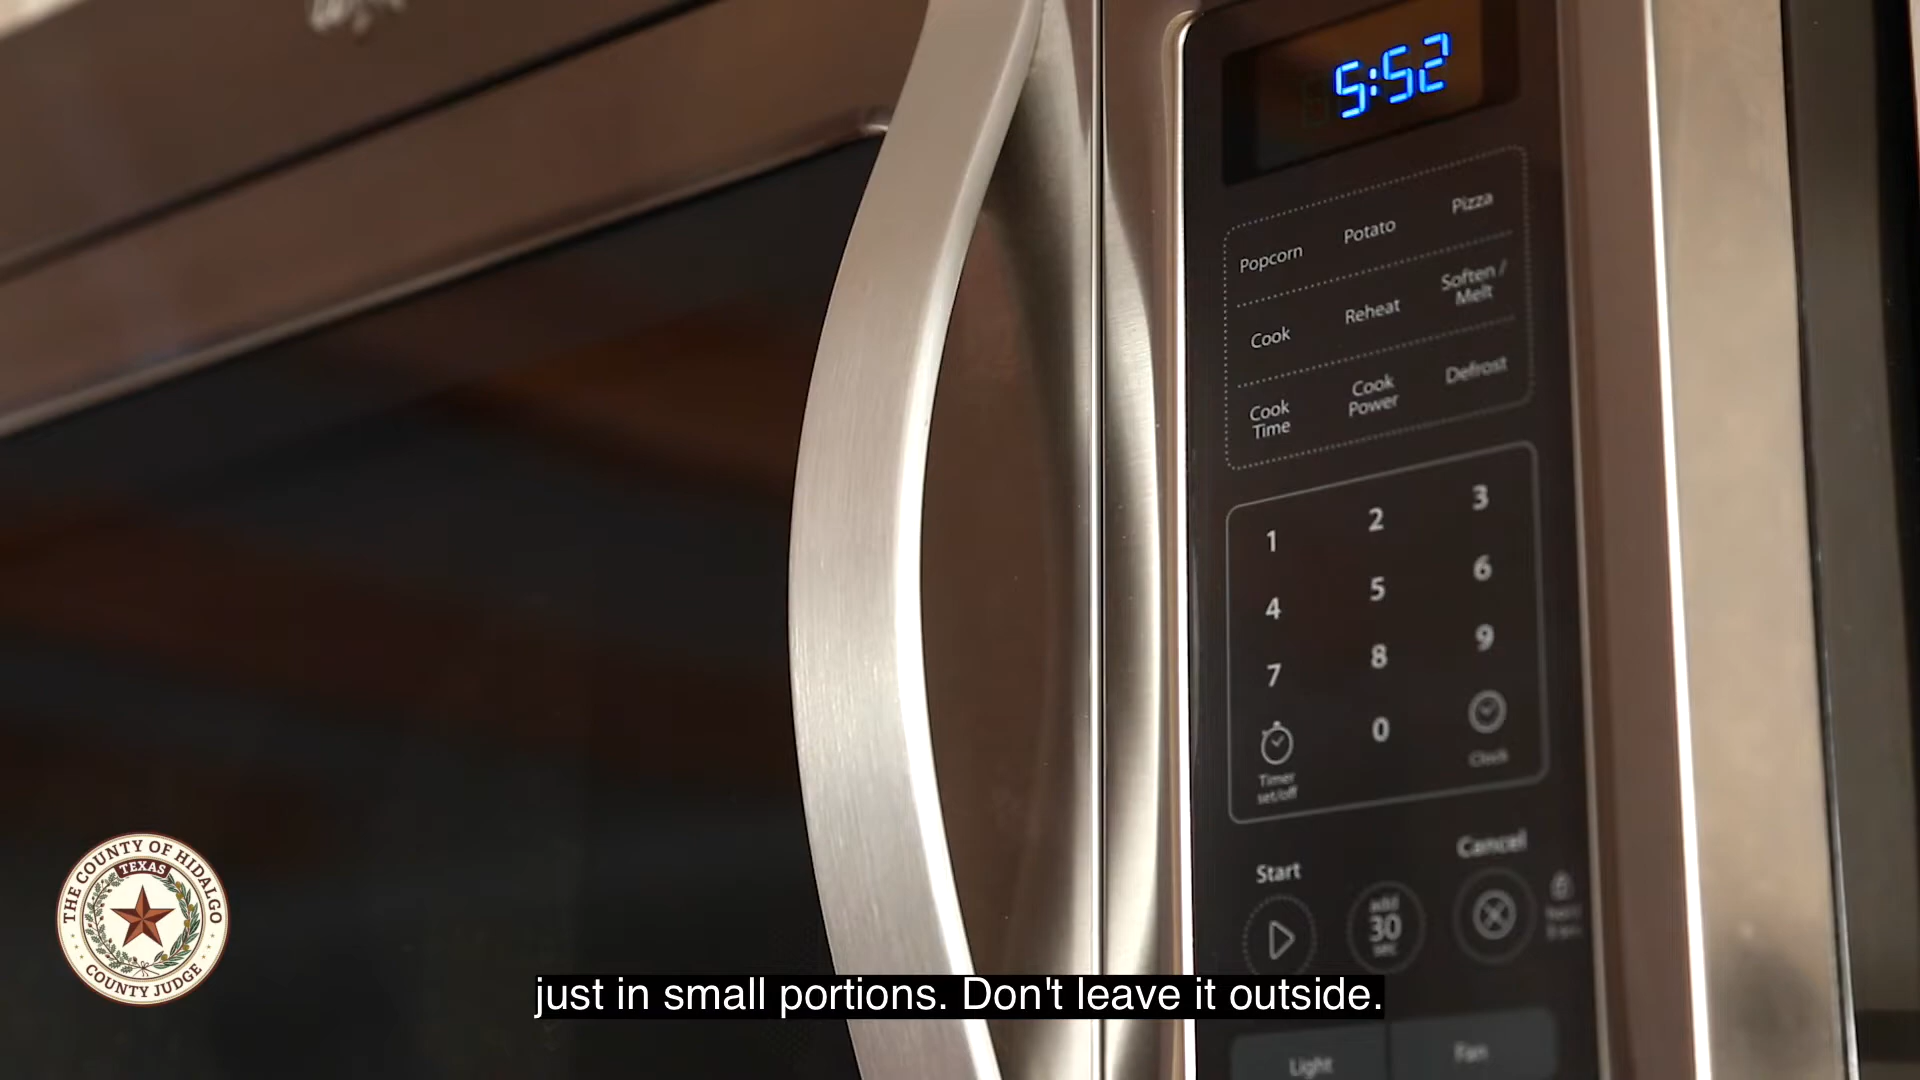 5:52
Popcorn Potato Pizza
Cook Reheat Soften / Melt
Cook Time Cook Power Defrost
1 2 3
4 5 6
7 8 9
Timer set/off 0 Clock
Start Cancel
add 30 sec
Light Fan
THE COUNTY OF HIDALGO
TEXAS
COUNTY JUDGE
just in small portions. Don't leave it outside.